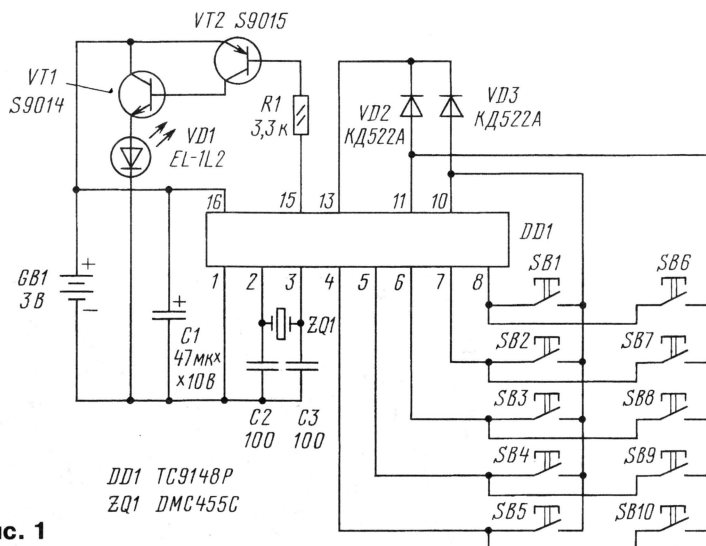 VT2 S9015
VT1
S9014
R1
3,3к
VD1
EL-1L2
VD2
КД522А
VD3
КД522А
16
15
13
11
10
DD1
1
2
3
4
5
6
7
8
GB1
3В
+
−
+
C1
47мк×
×10В
ZQ1
C2
100
C3
100
SB1
SB6
SB2
SB7
SB3
SB8
SB4
SB9
SB5
SB10
DD1 TC9148P
ZQ1 DMC455C
ис. 1